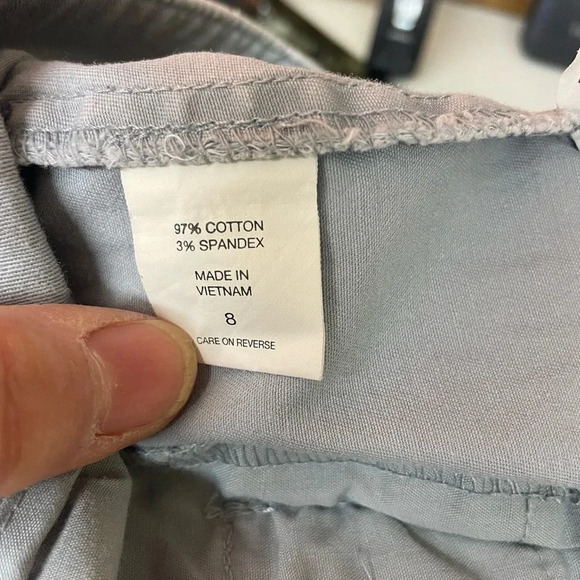 97% COTTON
3% SPANDEX
MADE IN
VIETNAM
8
CARE ON REVERSE